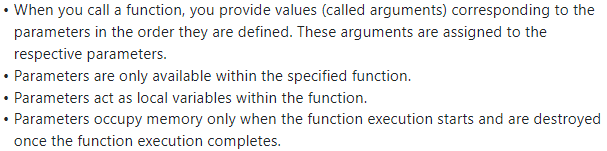 • When you call a function, you provide values (called arguments) corresponding to the
parameters in the order they are defined. These arguments are assigned to the
respective parameters.
• Parameters are only available within the specified function.
• Parameters act as local variables within the function.
• Parameters occupy memory only when the function execution starts and are destroyed
once the function execution completes.